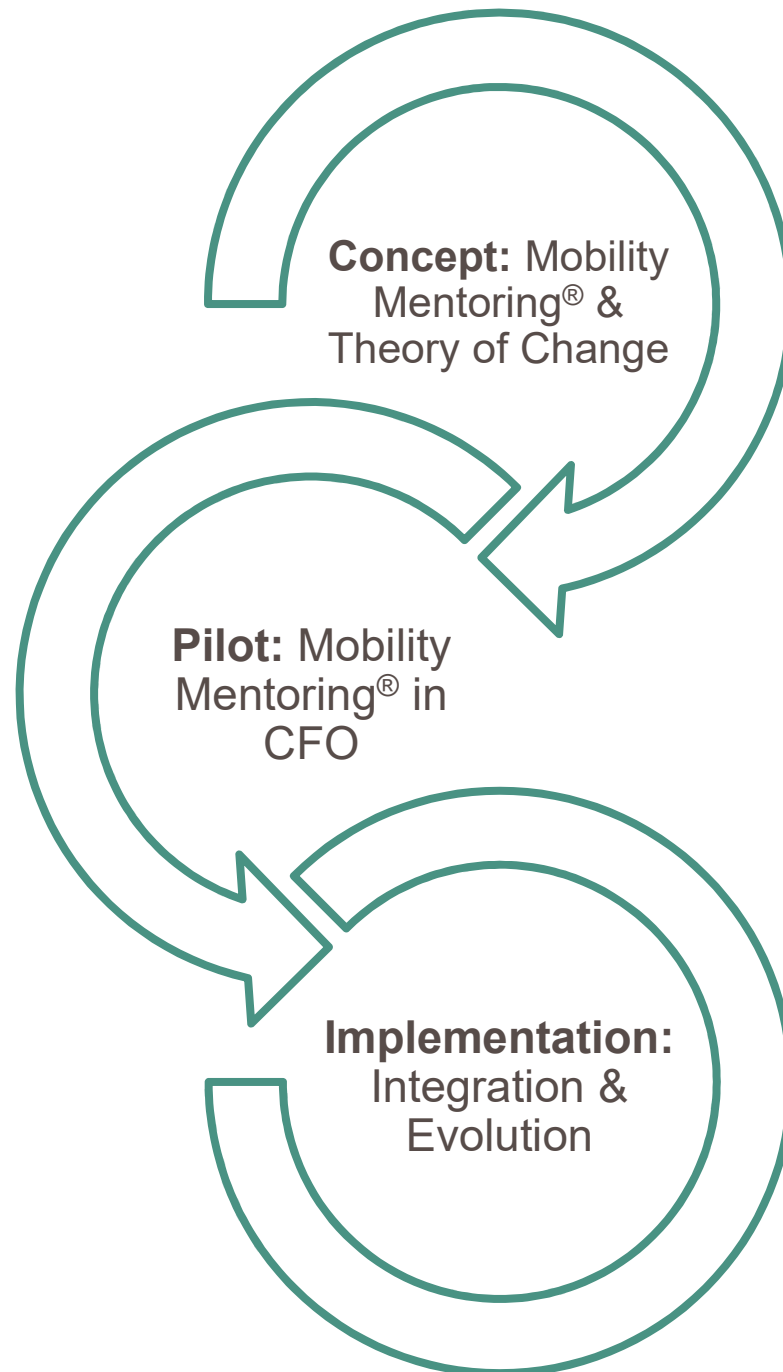 Concept: Mobility
Mentoring® &
Theory of Change
Pilot: Mobility
Mentoring® in
CFO
Implementation:
Integration &
Evolution